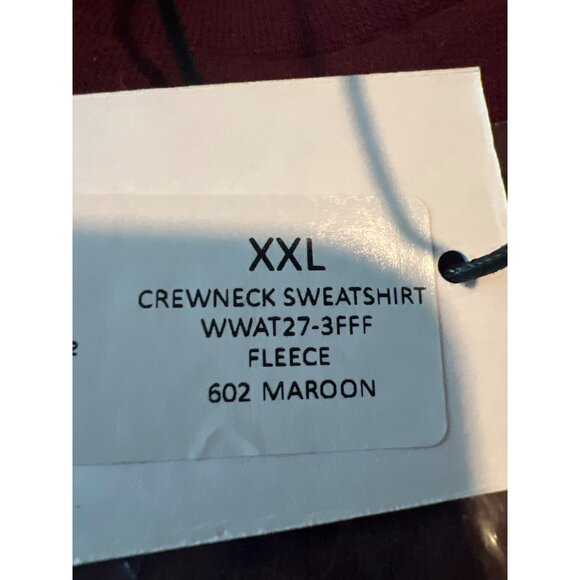 XXL
CREWNECK SWEATSHIRT
WWAT27-3FFF
FLEECE
602 MAROON